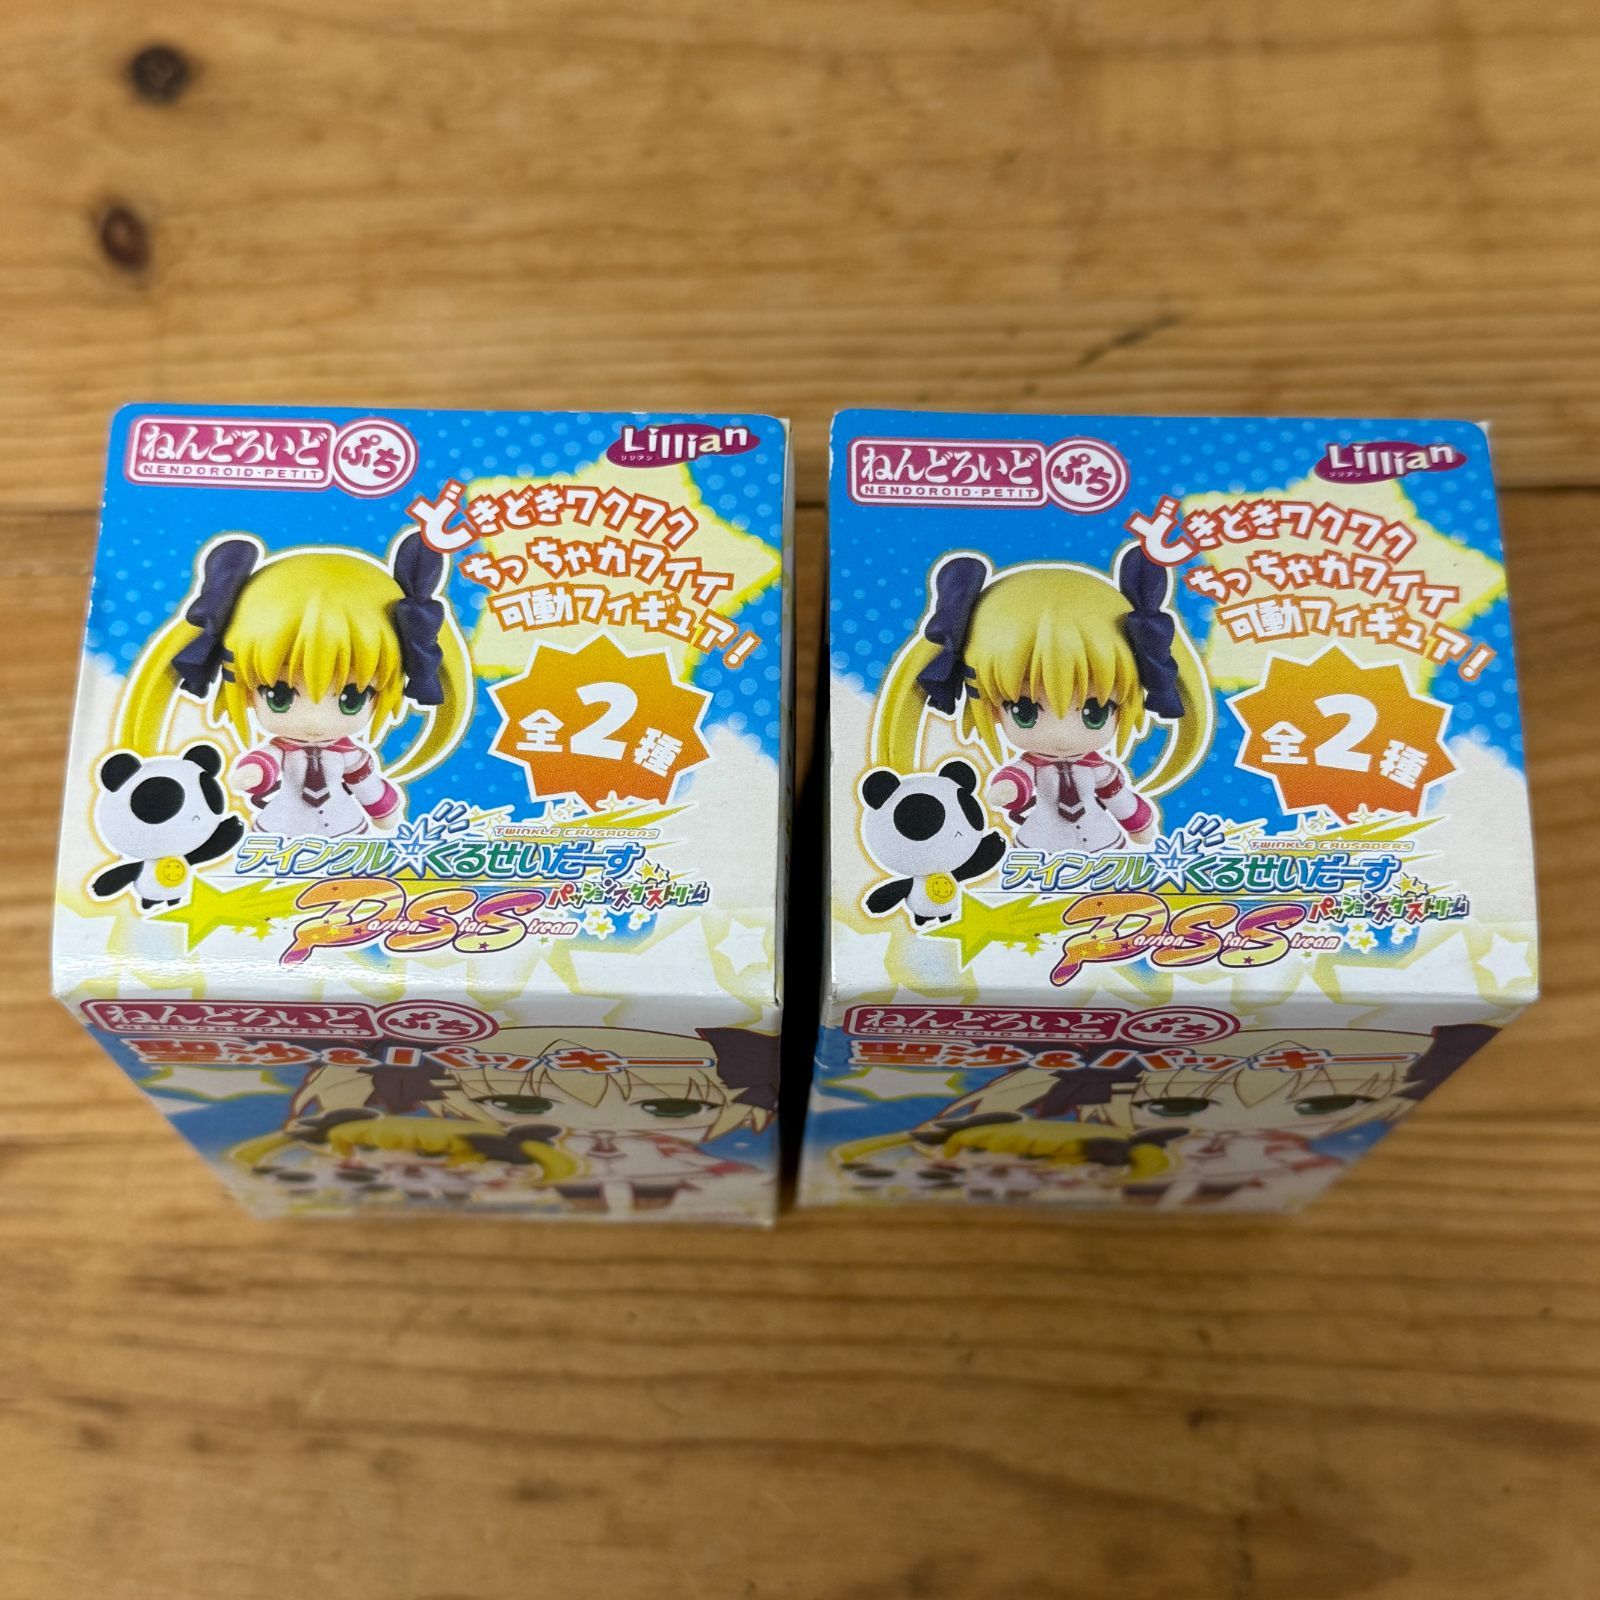 ねんどろいど ぷち
NENDOROID・PETIT
Lillian
リリアン
どきどきワクワク
ちっちゃカワイイ
可動フィギュア!
全2種
TWINKLE CRUSADERS
ティンクル☆くるせいだーす
パッションスターストリーム
Passion Star Stream
ねんどろいど ぷち
NENDOROID・PETIT
聖沙&パッキー
ねんどろいど ぷち
NENDOROID・PETIT
Lillian
リリアン
どきどきワクワク
ちっちゃカワイイ
可動フィギュア!
全2種
TWINKLE CRUSADERS
ティンクル☆くるせいだーす
パッションスターストリーム
Passion Star Stream
ねんどろいど ぷち
NENDOROID・PETIT
聖沙&パッキー